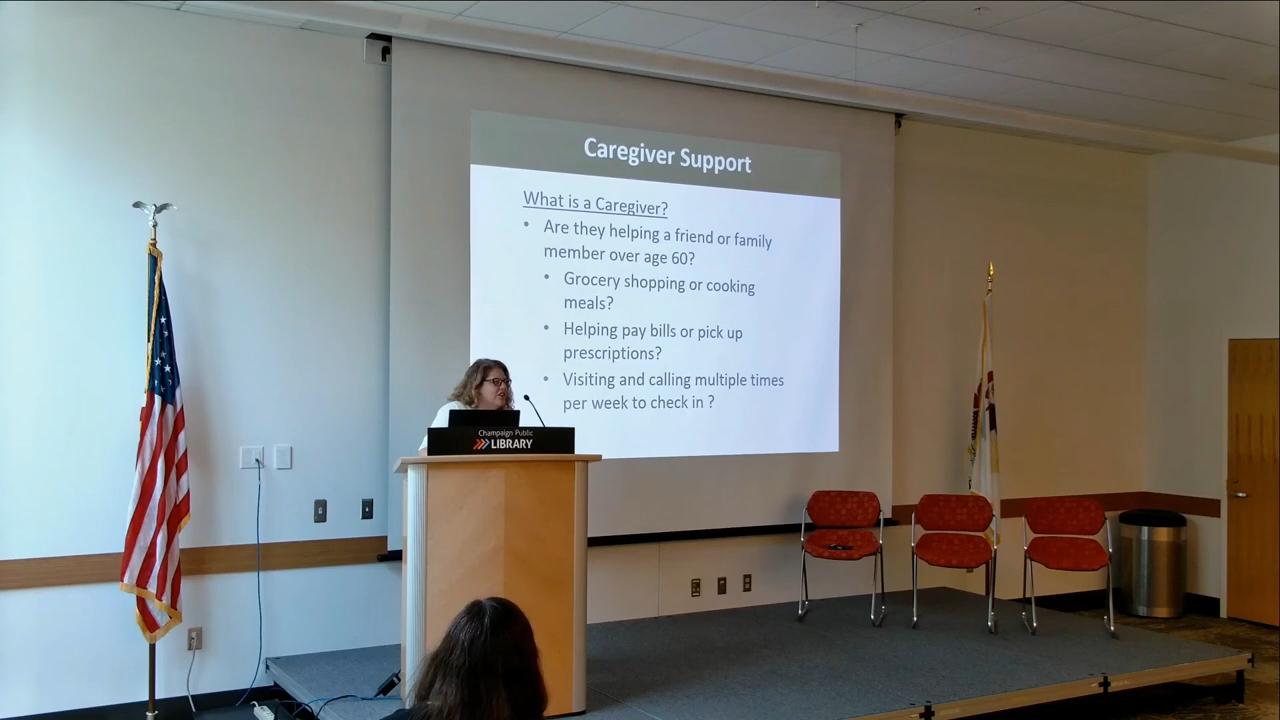 Caregiver Support
What is a Caregiver?
• Are they helping a friend or family
member over age 60?
• Grocery shopping or cooking
meals?
• Helping pay bills or pick up
prescriptions?
• Visiting and calling multiple times
per week to check in ?
Champaign Public
LIBRARY